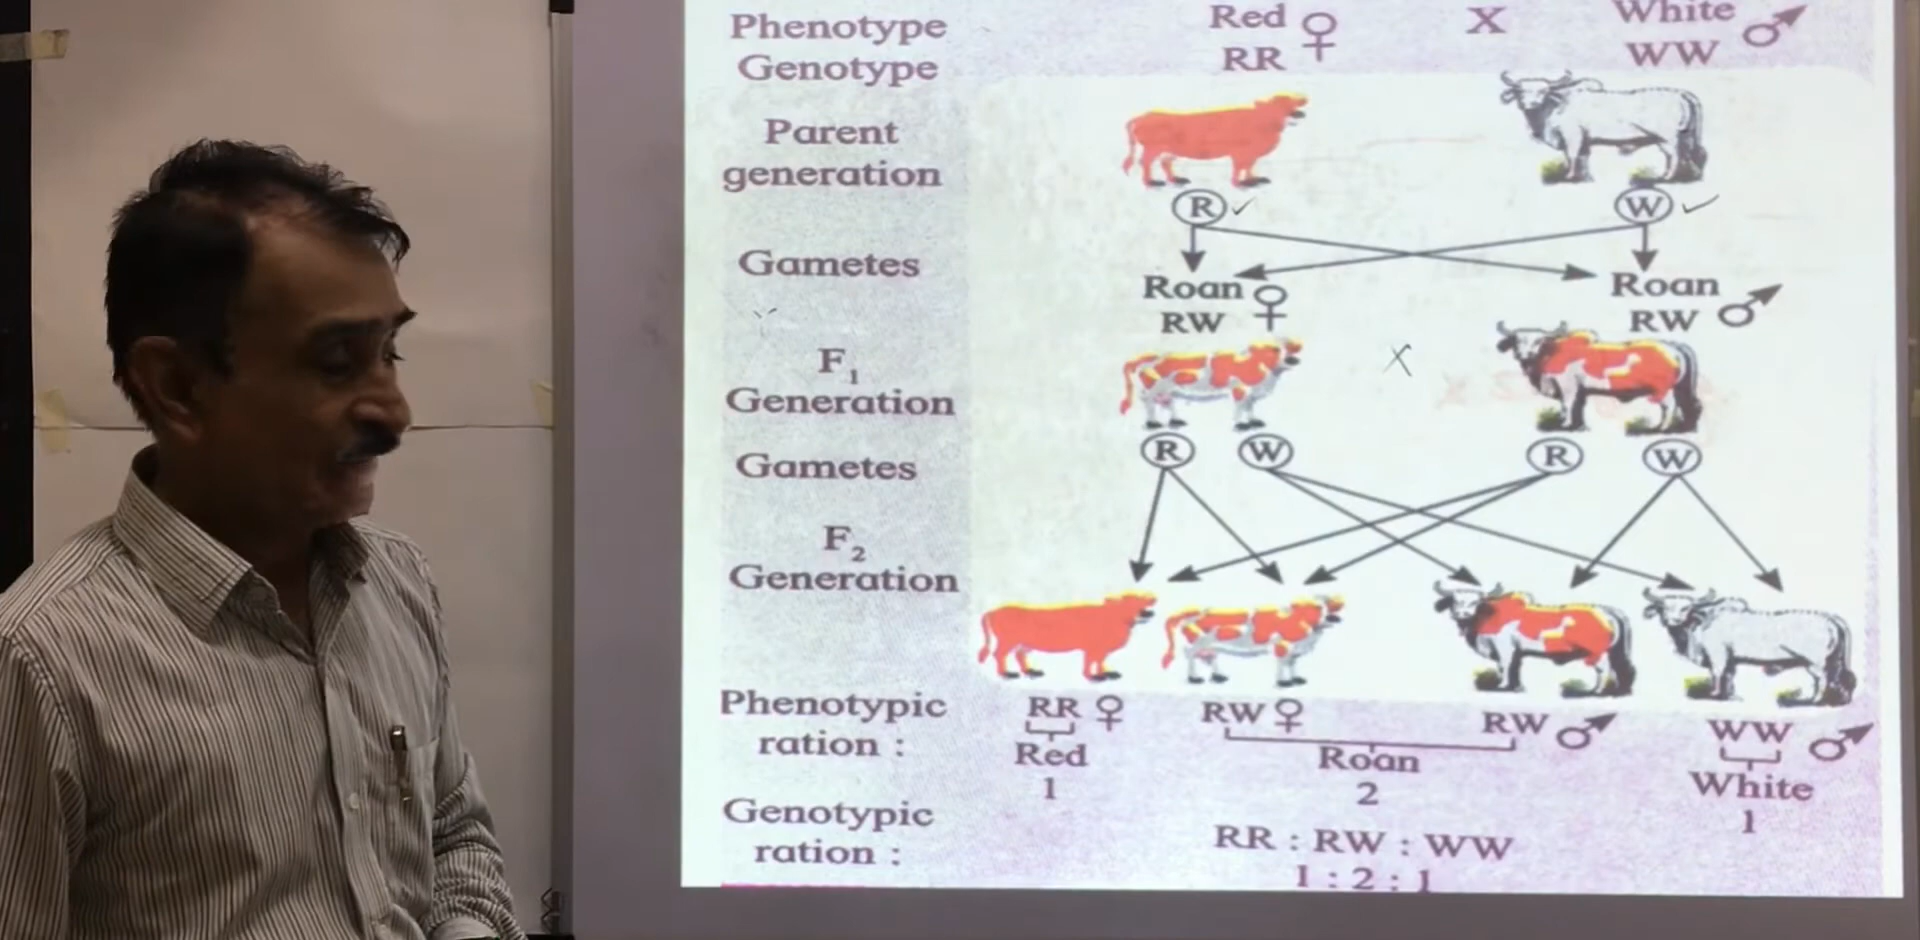 Phenotype Red ♀ X White ♂
Genotype RR WW
Parent
generation
R ✓ W ✓
Gametes
Roan ♀ Roan ♂
RW RW
F₁
Generation X
Gametes R W R W
F₂
Generation
Phenotypic RR ♀ RW ♀ RW ♂ WW ♂
ration : Red Roan White
1 2 1
Genotypic
ration : RR : RW : WW
1 : 2 : 1